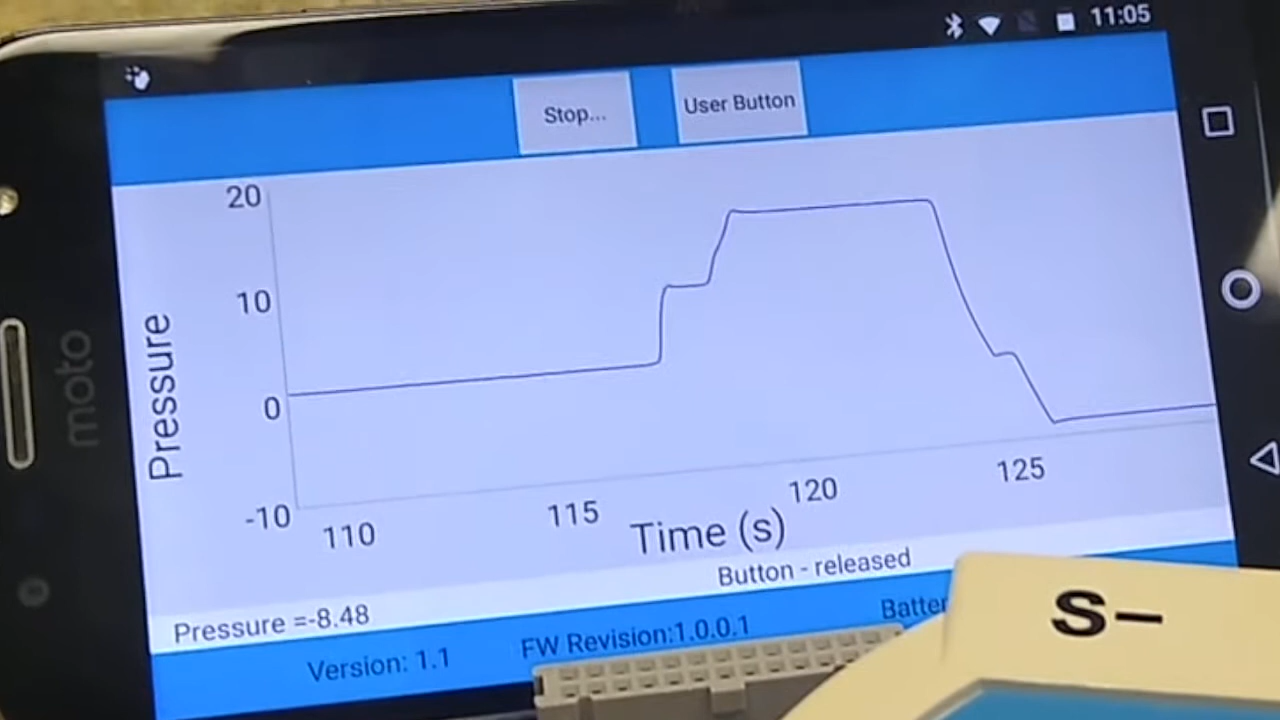 11:05
Stop...
User Button
moto
Pressure
20
10
0
-10
110
115
120
125
Time (s)
Button - released
Pressure =-8.48
Version: 1.1
FW Revision:1.0.0.1
S–